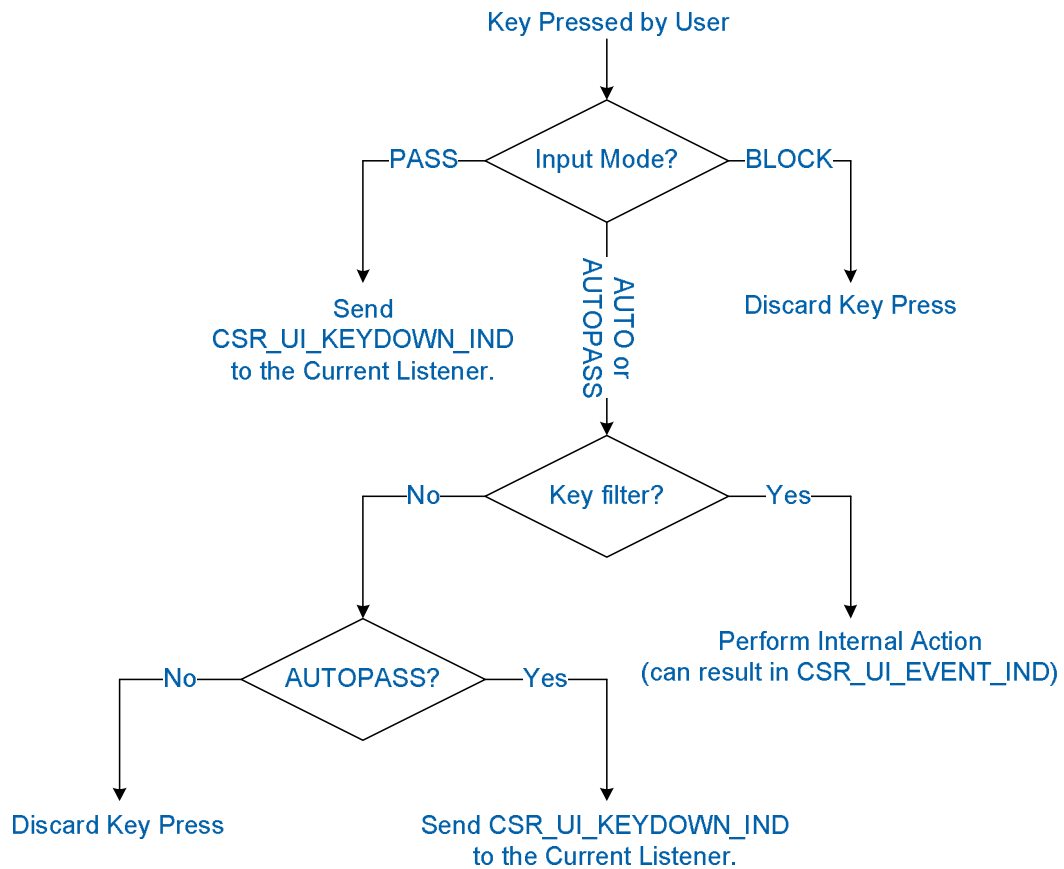 Key Pressed by User
PASS
Input Mode?
BLOCK
Send
CSR_UI_KEYDOWN_IND
to the Current Listener.
AUTO or
AUTOPASS
Discard Key Press
No
Key filter?
Yes
Perform Internal Action
(can result in CSR_UI_EVENT_IND)
No
AUTOPASS?
Yes
Discard Key Press
Send CSR_UI_KEYDOWN_IND
to the Current Listener.